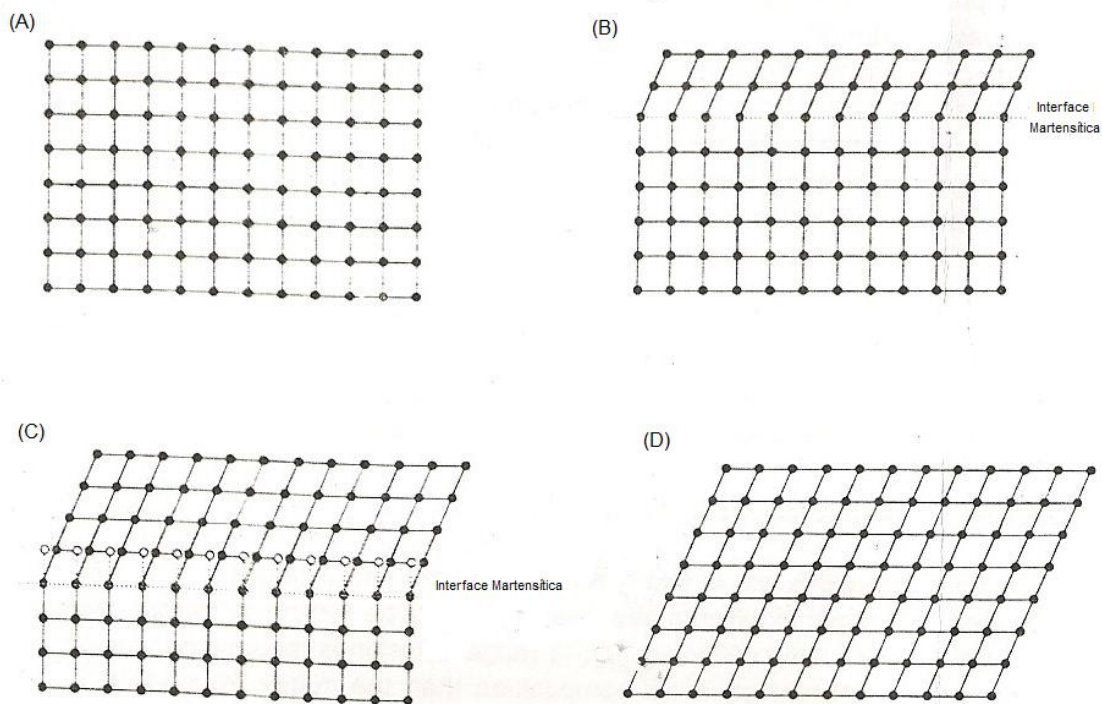 (A)
(B)
Interface
Martensítica
(C)
Interface Martensítica
(D)